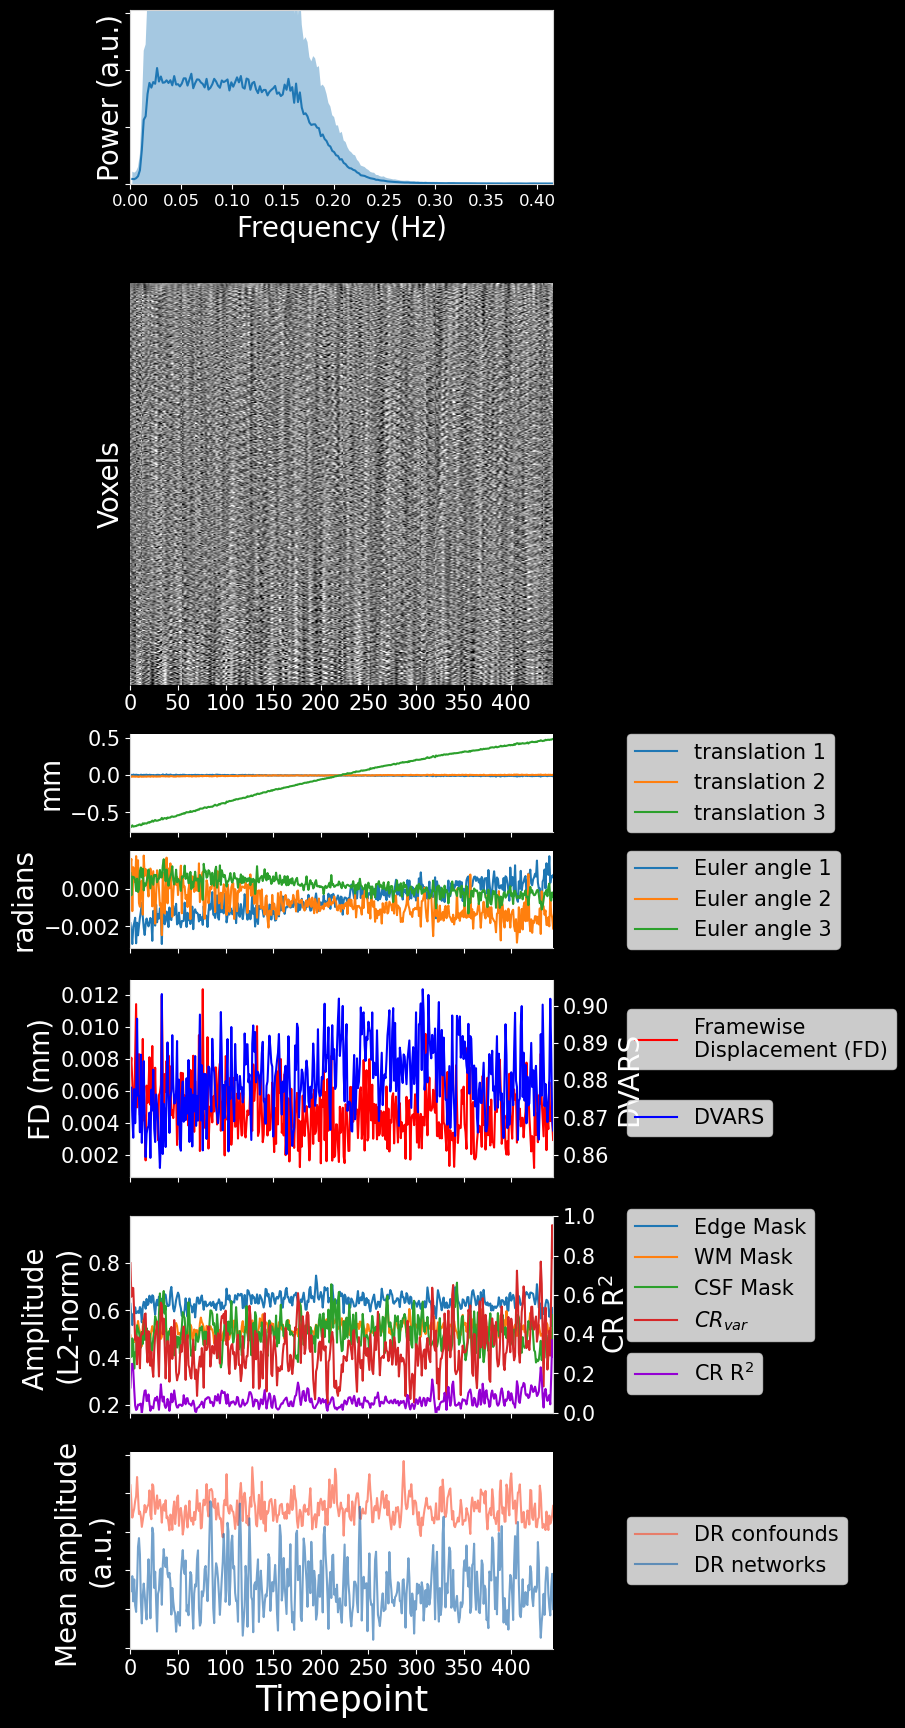 Power (a.u.)
0.00 0.05 0.10 0.15 0.20 0.25 0.30 0.35 0.40
Frequency (Hz)
Voxels
0 50 100 150 200 250 300 350 400
mm
0.5
0.0
−0.5
translation 1
translation 2
translation 3
radians
0.000
−0.002
Euler angle 1
Euler angle 2
Euler angle 3
FD (mm)
0.012
0.010
0.008
0.006
0.004
0.002
0.90
0.89
0.88
0.87
0.86
DVARS
Framewise
Displacement (FD)
DVARS
Amplitude
(L2-norm)
0.8
0.6
0.4
0.2
1.0
0.8
0.6
0.4
0.2
0.0
CR R²
Edge Mask
WM Mask
CSF Mask
CR_var
CR R²
Mean amplitude
(a.u.)
DR confounds
DR networks
0 50 100 150 200 250 300 350 400
Timepoint